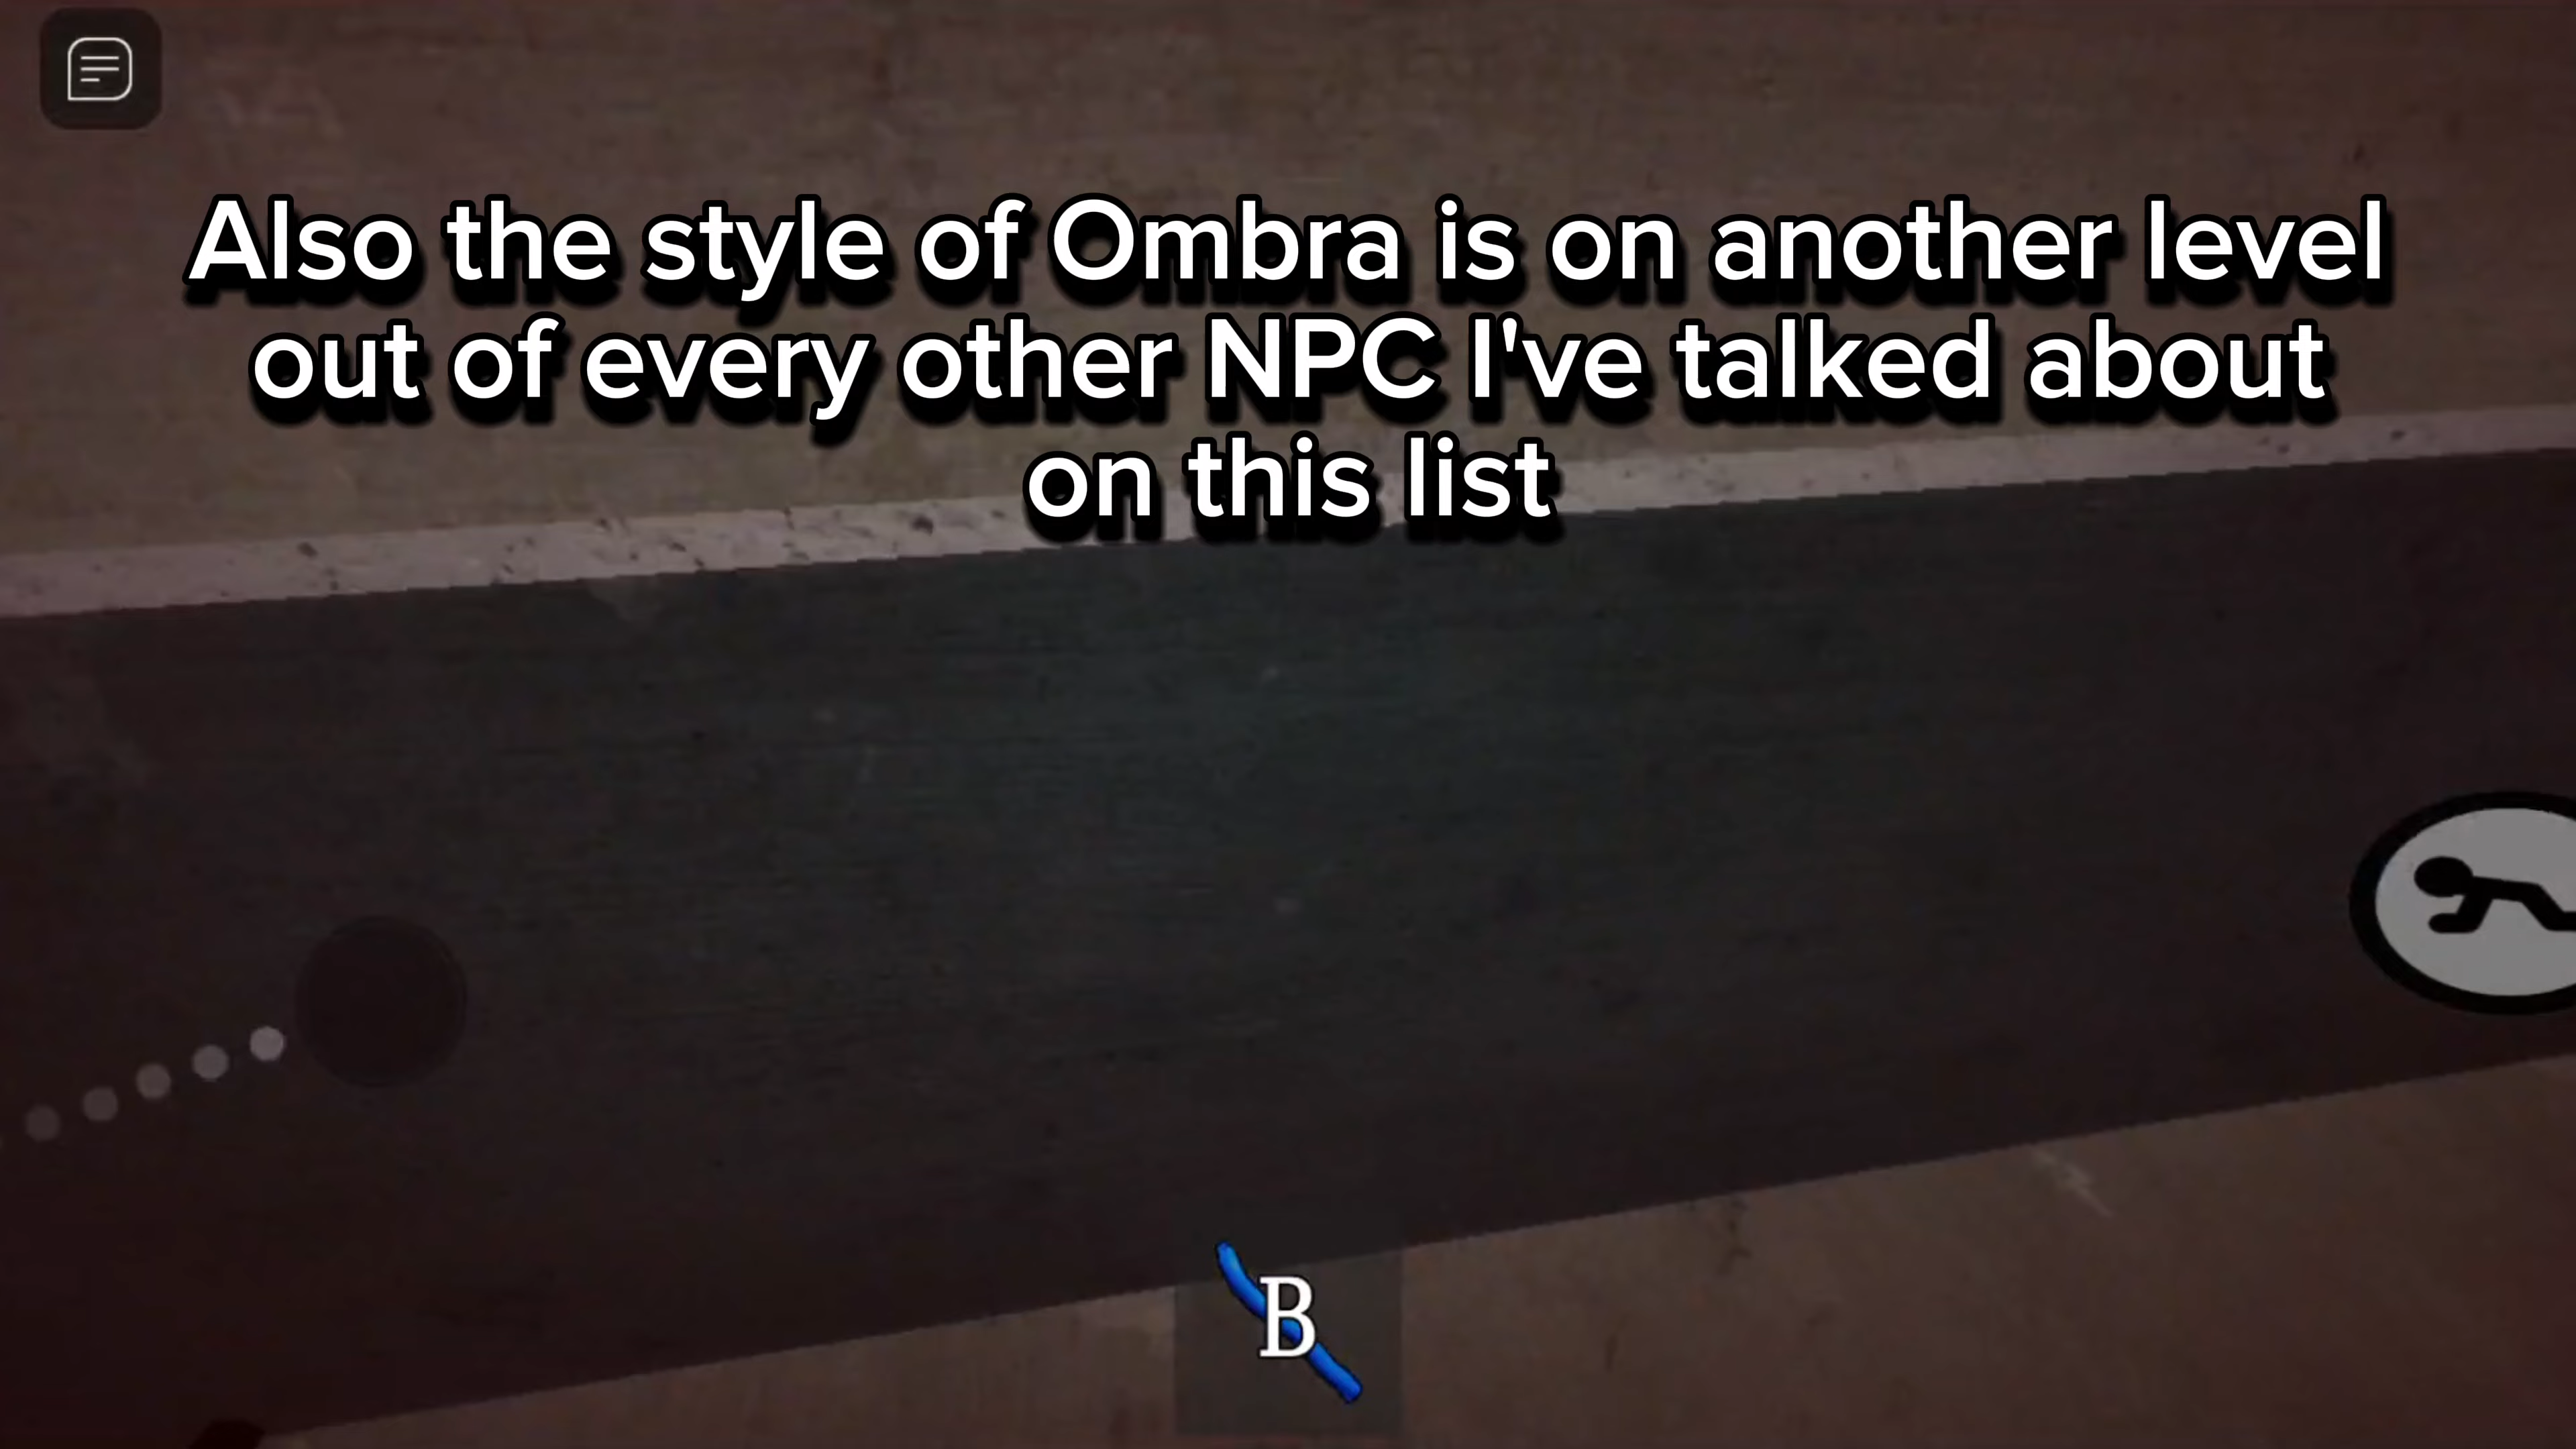 Also the style of Ombra is on another level
out of every other NPC I've talked about
on this list
B